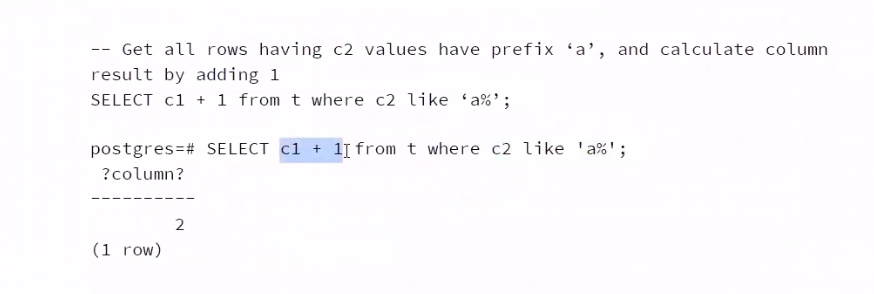 -- Get all rows having c2 values have prefix ‘a’, and calculate column
result by adding 1
SELECT c1 + 1 from t where c2 like ‘a%’;
postgres=# SELECT c1 + 1 from t where c2 like 'a%';
?column?
----------
2
(1 row)